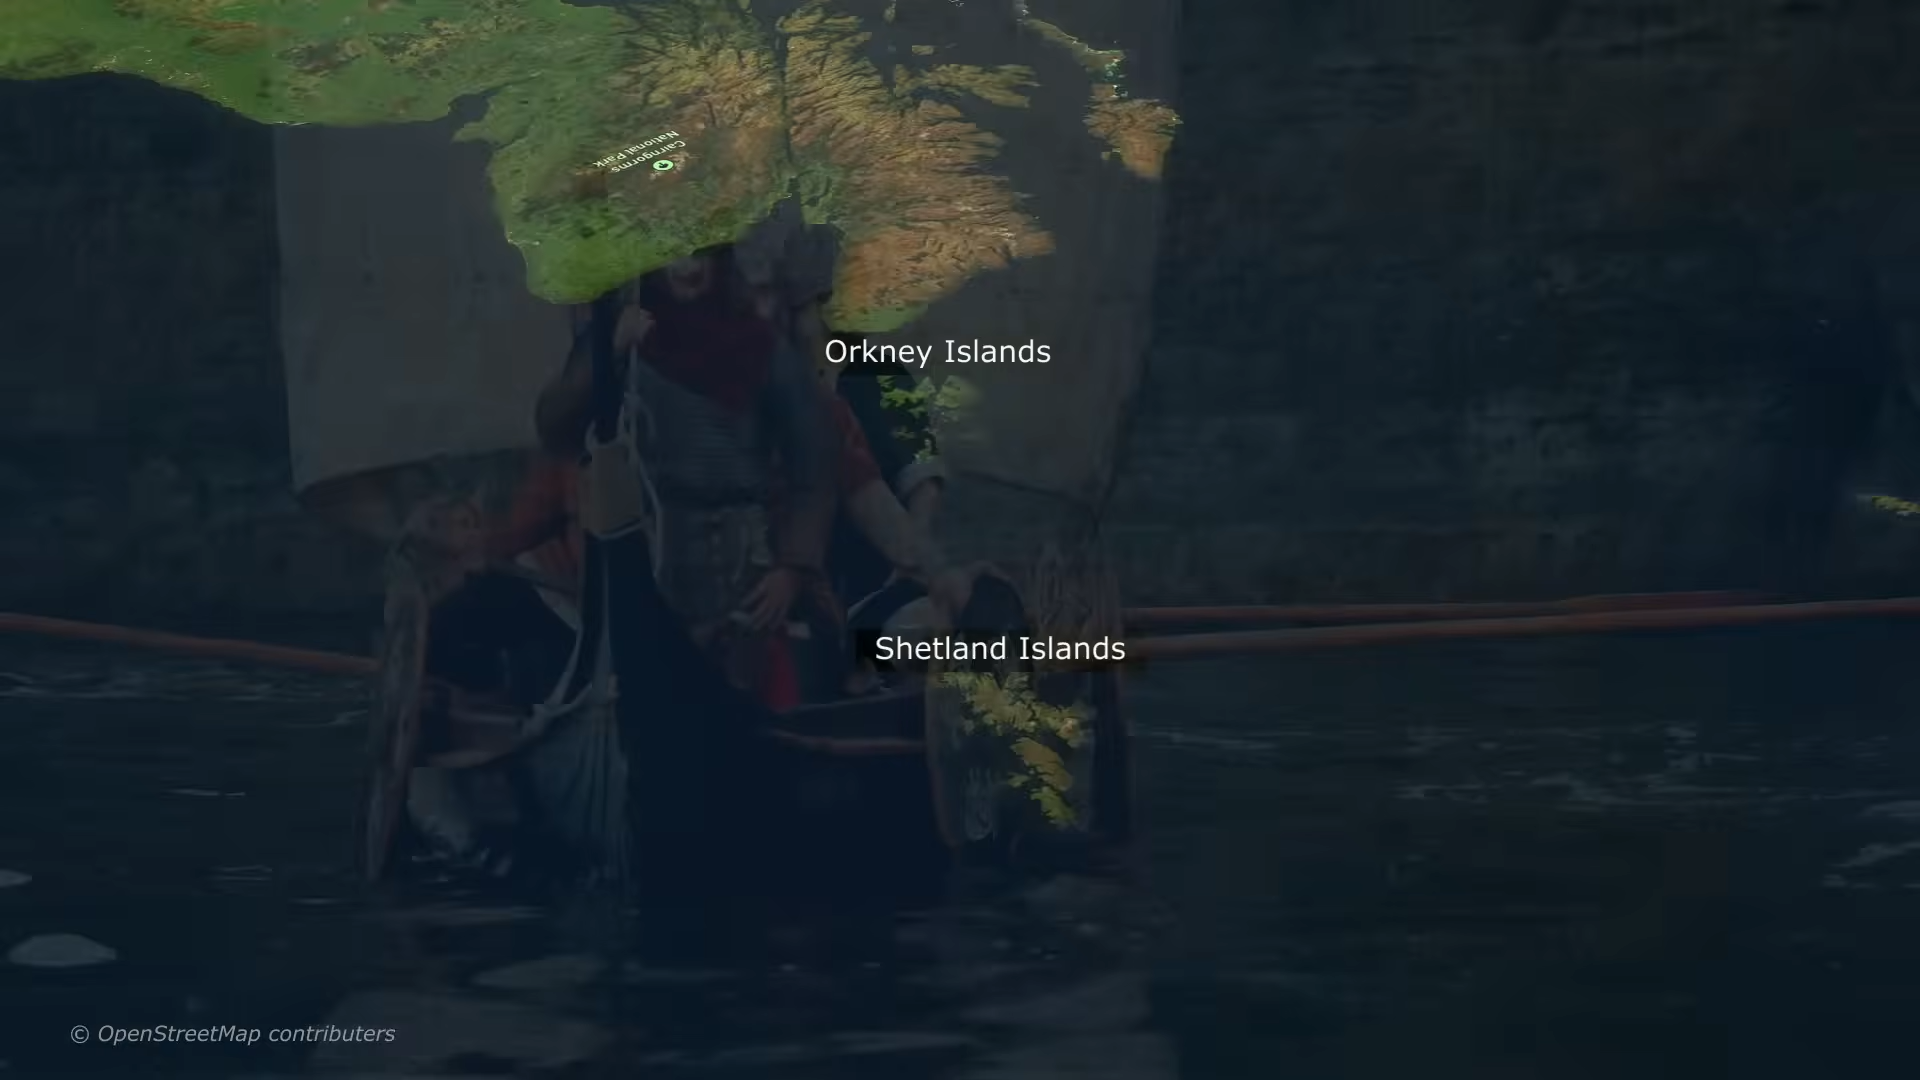 Cairngorms
National Park
Orkney Islands
Shetland Islands
© OpenStreetMap contributers